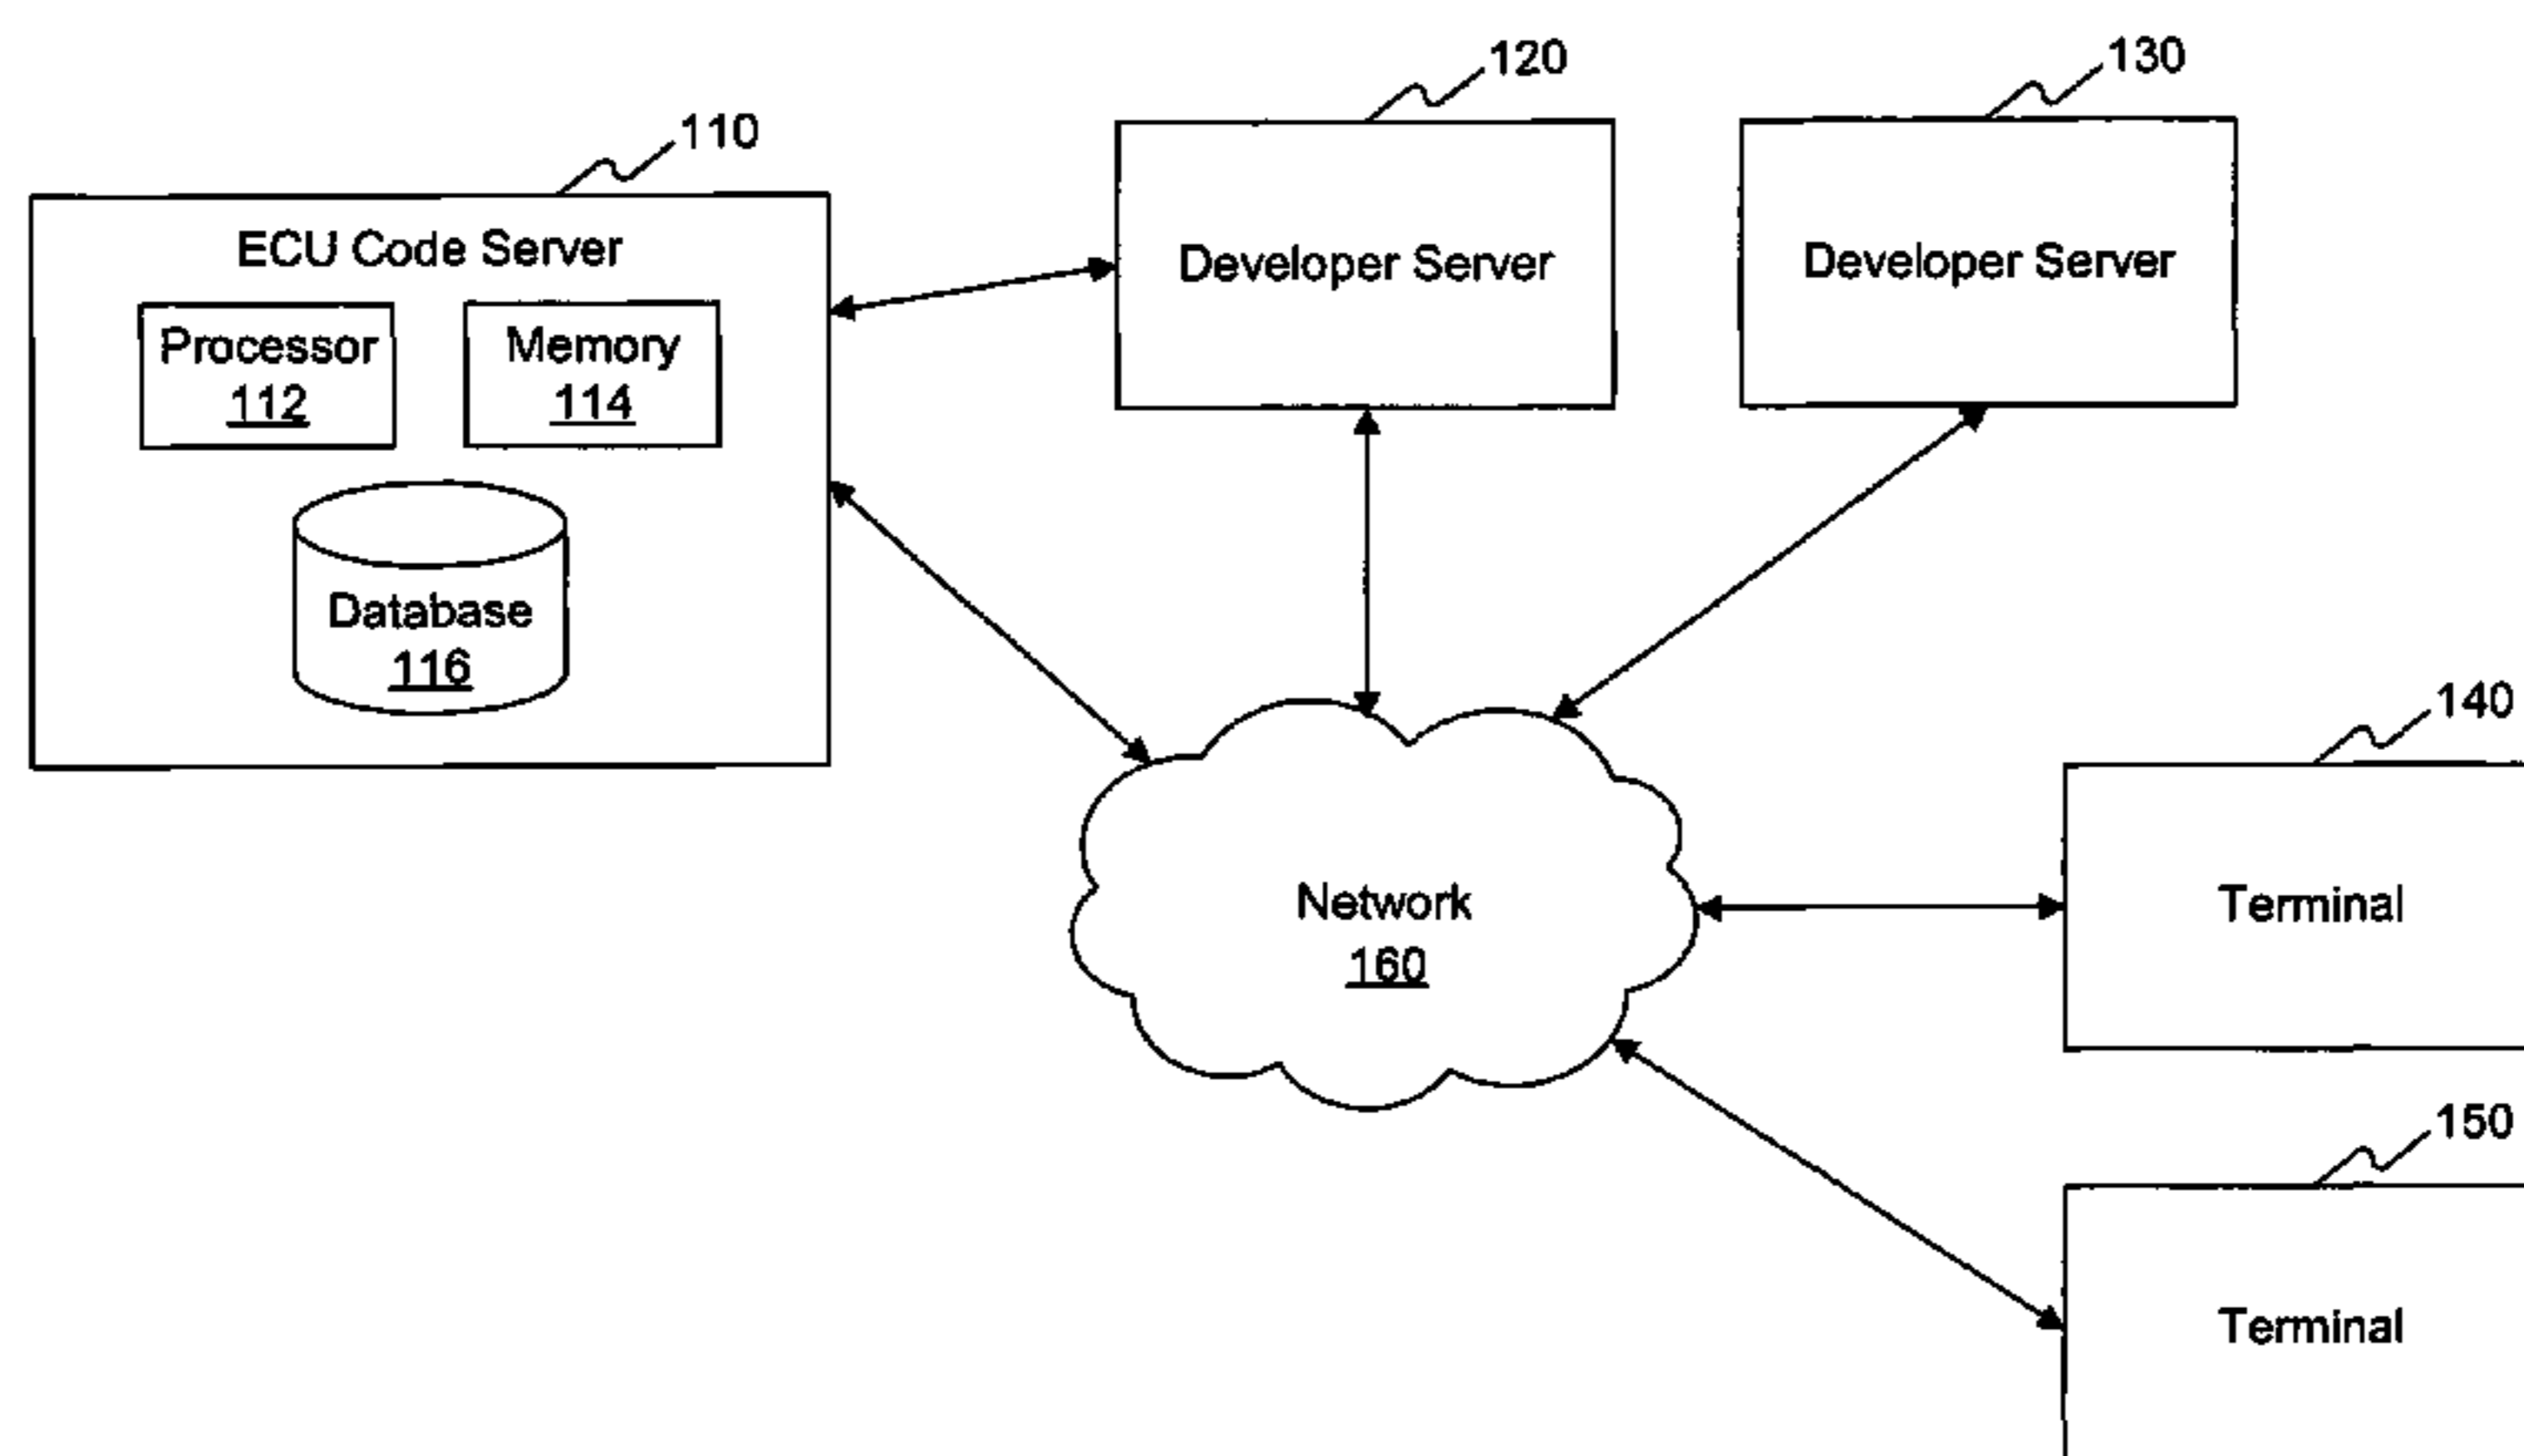 120
130
110
ECU Code Server
Developer Server
Developer Server
Processor
112
Memory
114
Database
116
140
Network
160
Terminal
150
Terminal